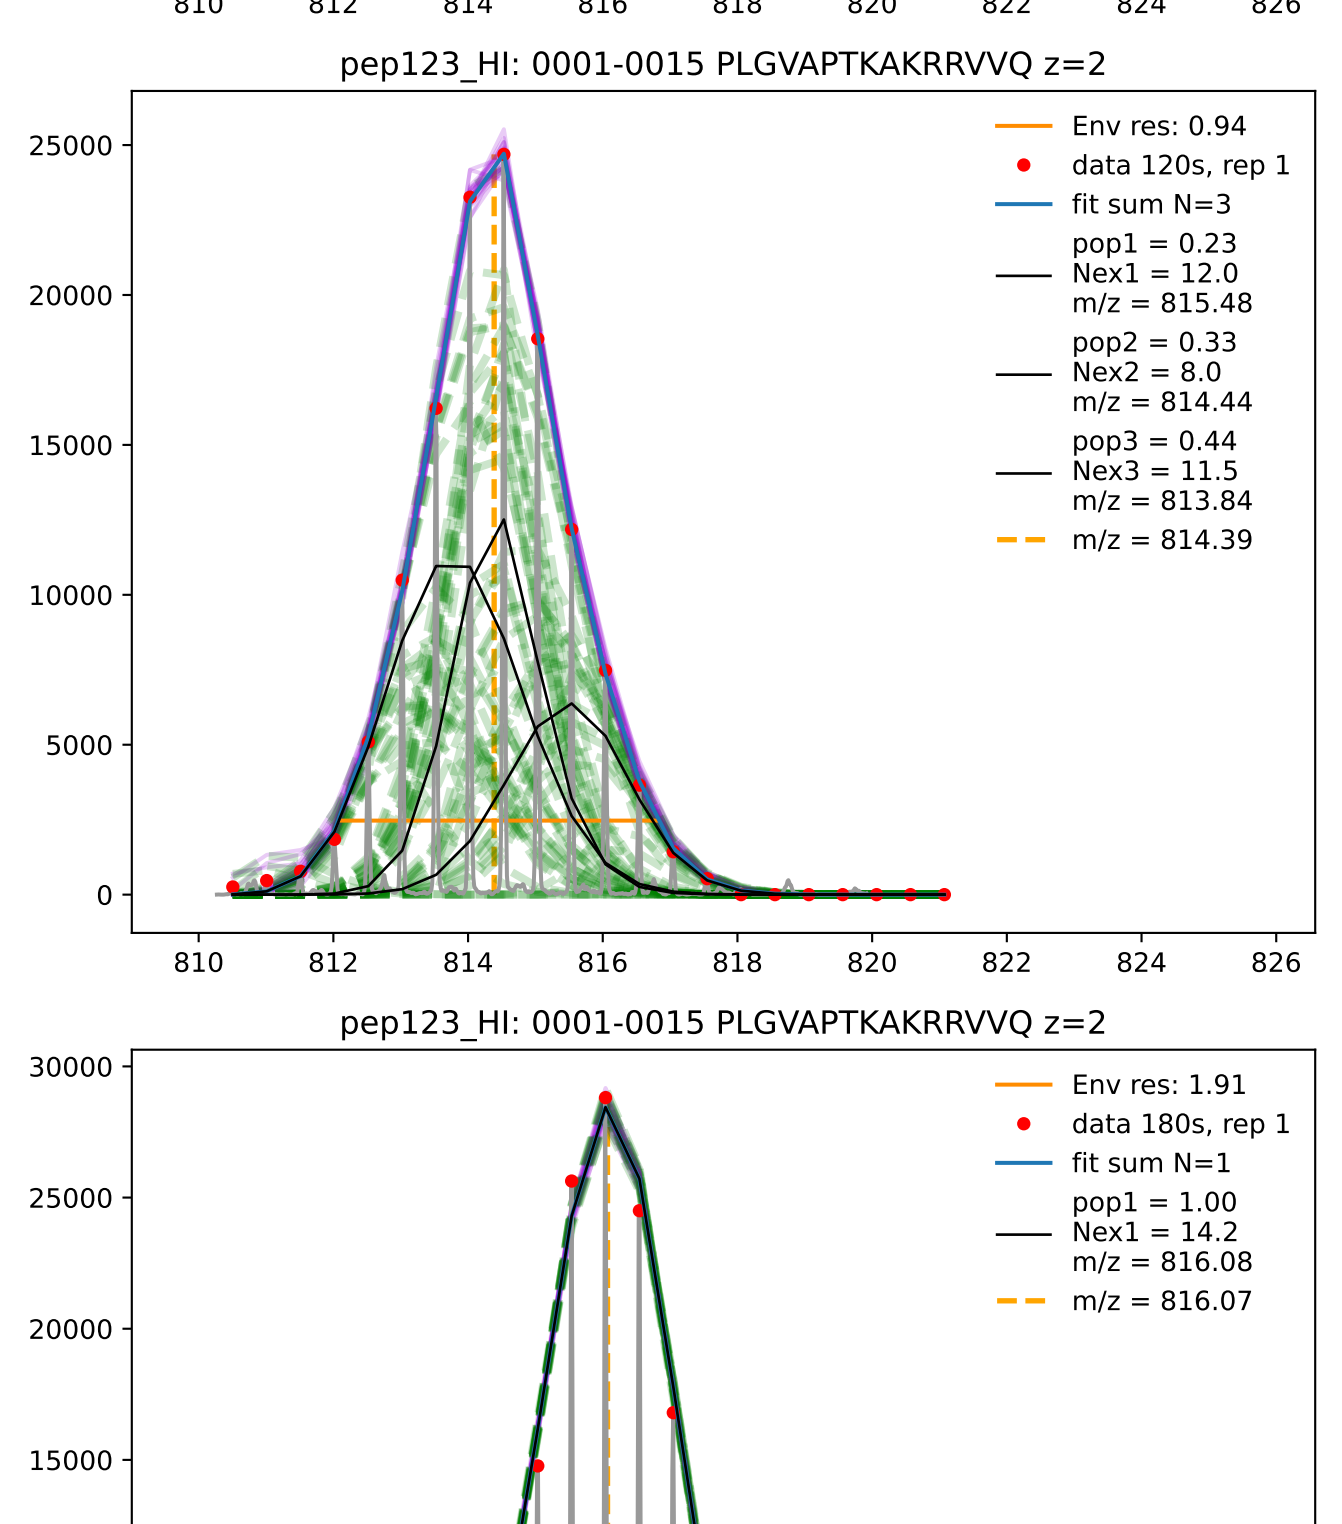 810 812 814 816 818 820 822 824 826
pep123_HI: 0001-0015 PLGVAPTKAKRRVVQ z=2
25000
20000
15000
10000
5000
0
Env res: 0.94
data 120s, rep 1
fit sum N=3
pop1 = 0.23
Nex1 = 12.0
m/z = 815.48
pop2 = 0.33
Nex2 = 8.0
m/z = 814.44
pop3 = 0.44
Nex3 = 11.5
m/z = 813.84
m/z = 814.39
810 812 814 816 818 820 822 824 826
pep123_HI: 0001-0015 PLGVAPTKAKRRVVQ z=2
30000
25000
20000
15000
Env res: 1.91
data 180s, rep 1
fit sum N=1
pop1 = 1.00
Nex1 = 14.2
m/z = 816.08
m/z = 816.07